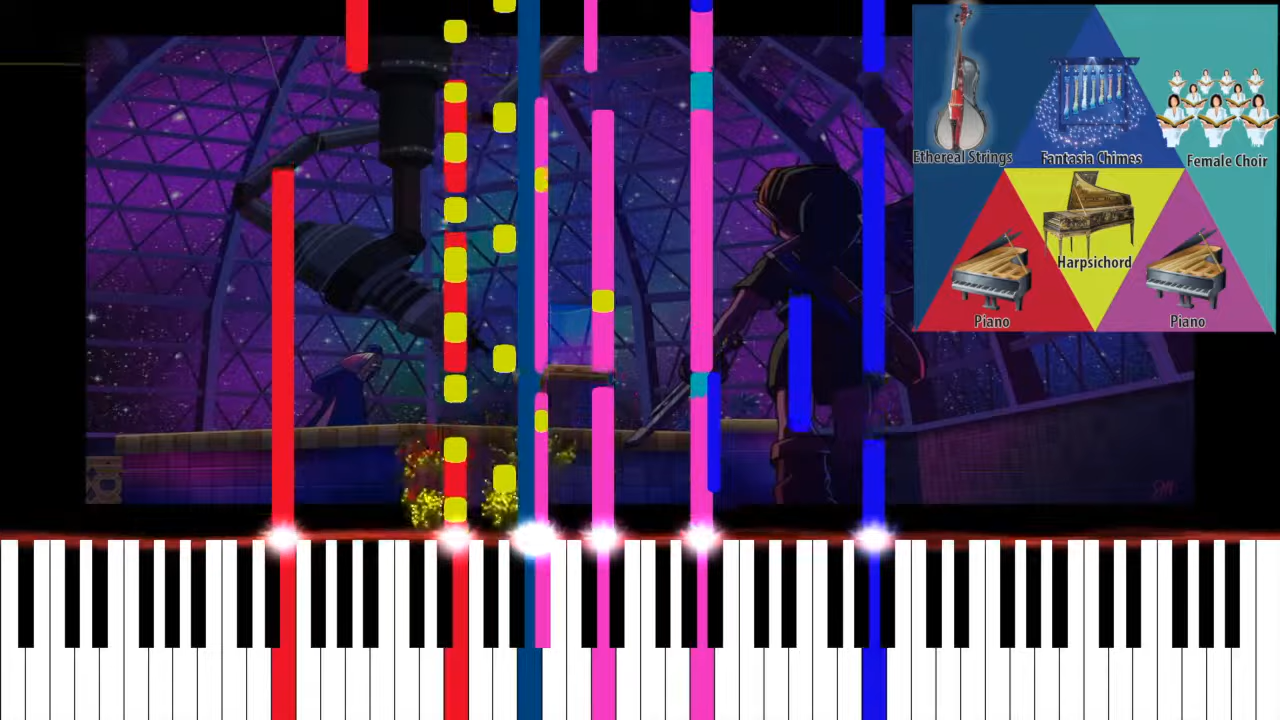 Ethereal Strings
Fantasia Chimes
Female Choir
Harpsichord
Piano
Piano